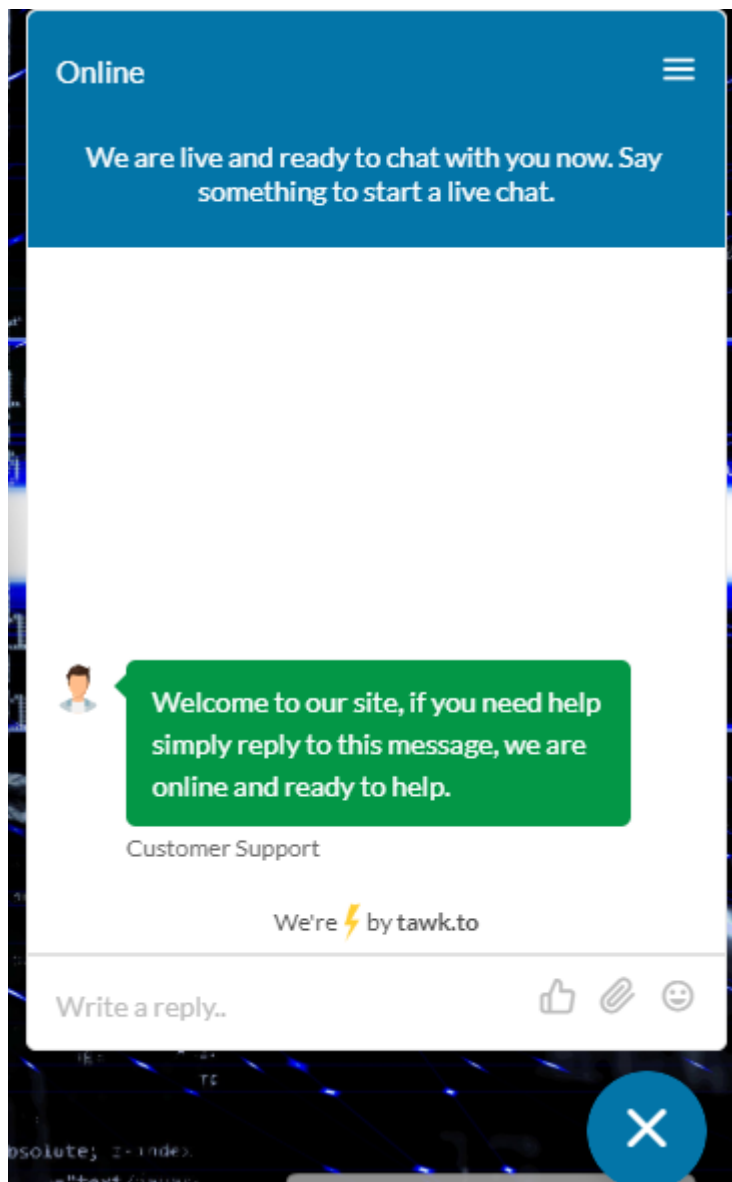 Online
We are live and ready to chat with you now. Say
something to start a live chat.
Welcome to our site, if you need help
simply reply to this message, we are
online and ready to help.
Customer Support
We're ⚡ by tawk.to
Write a reply..